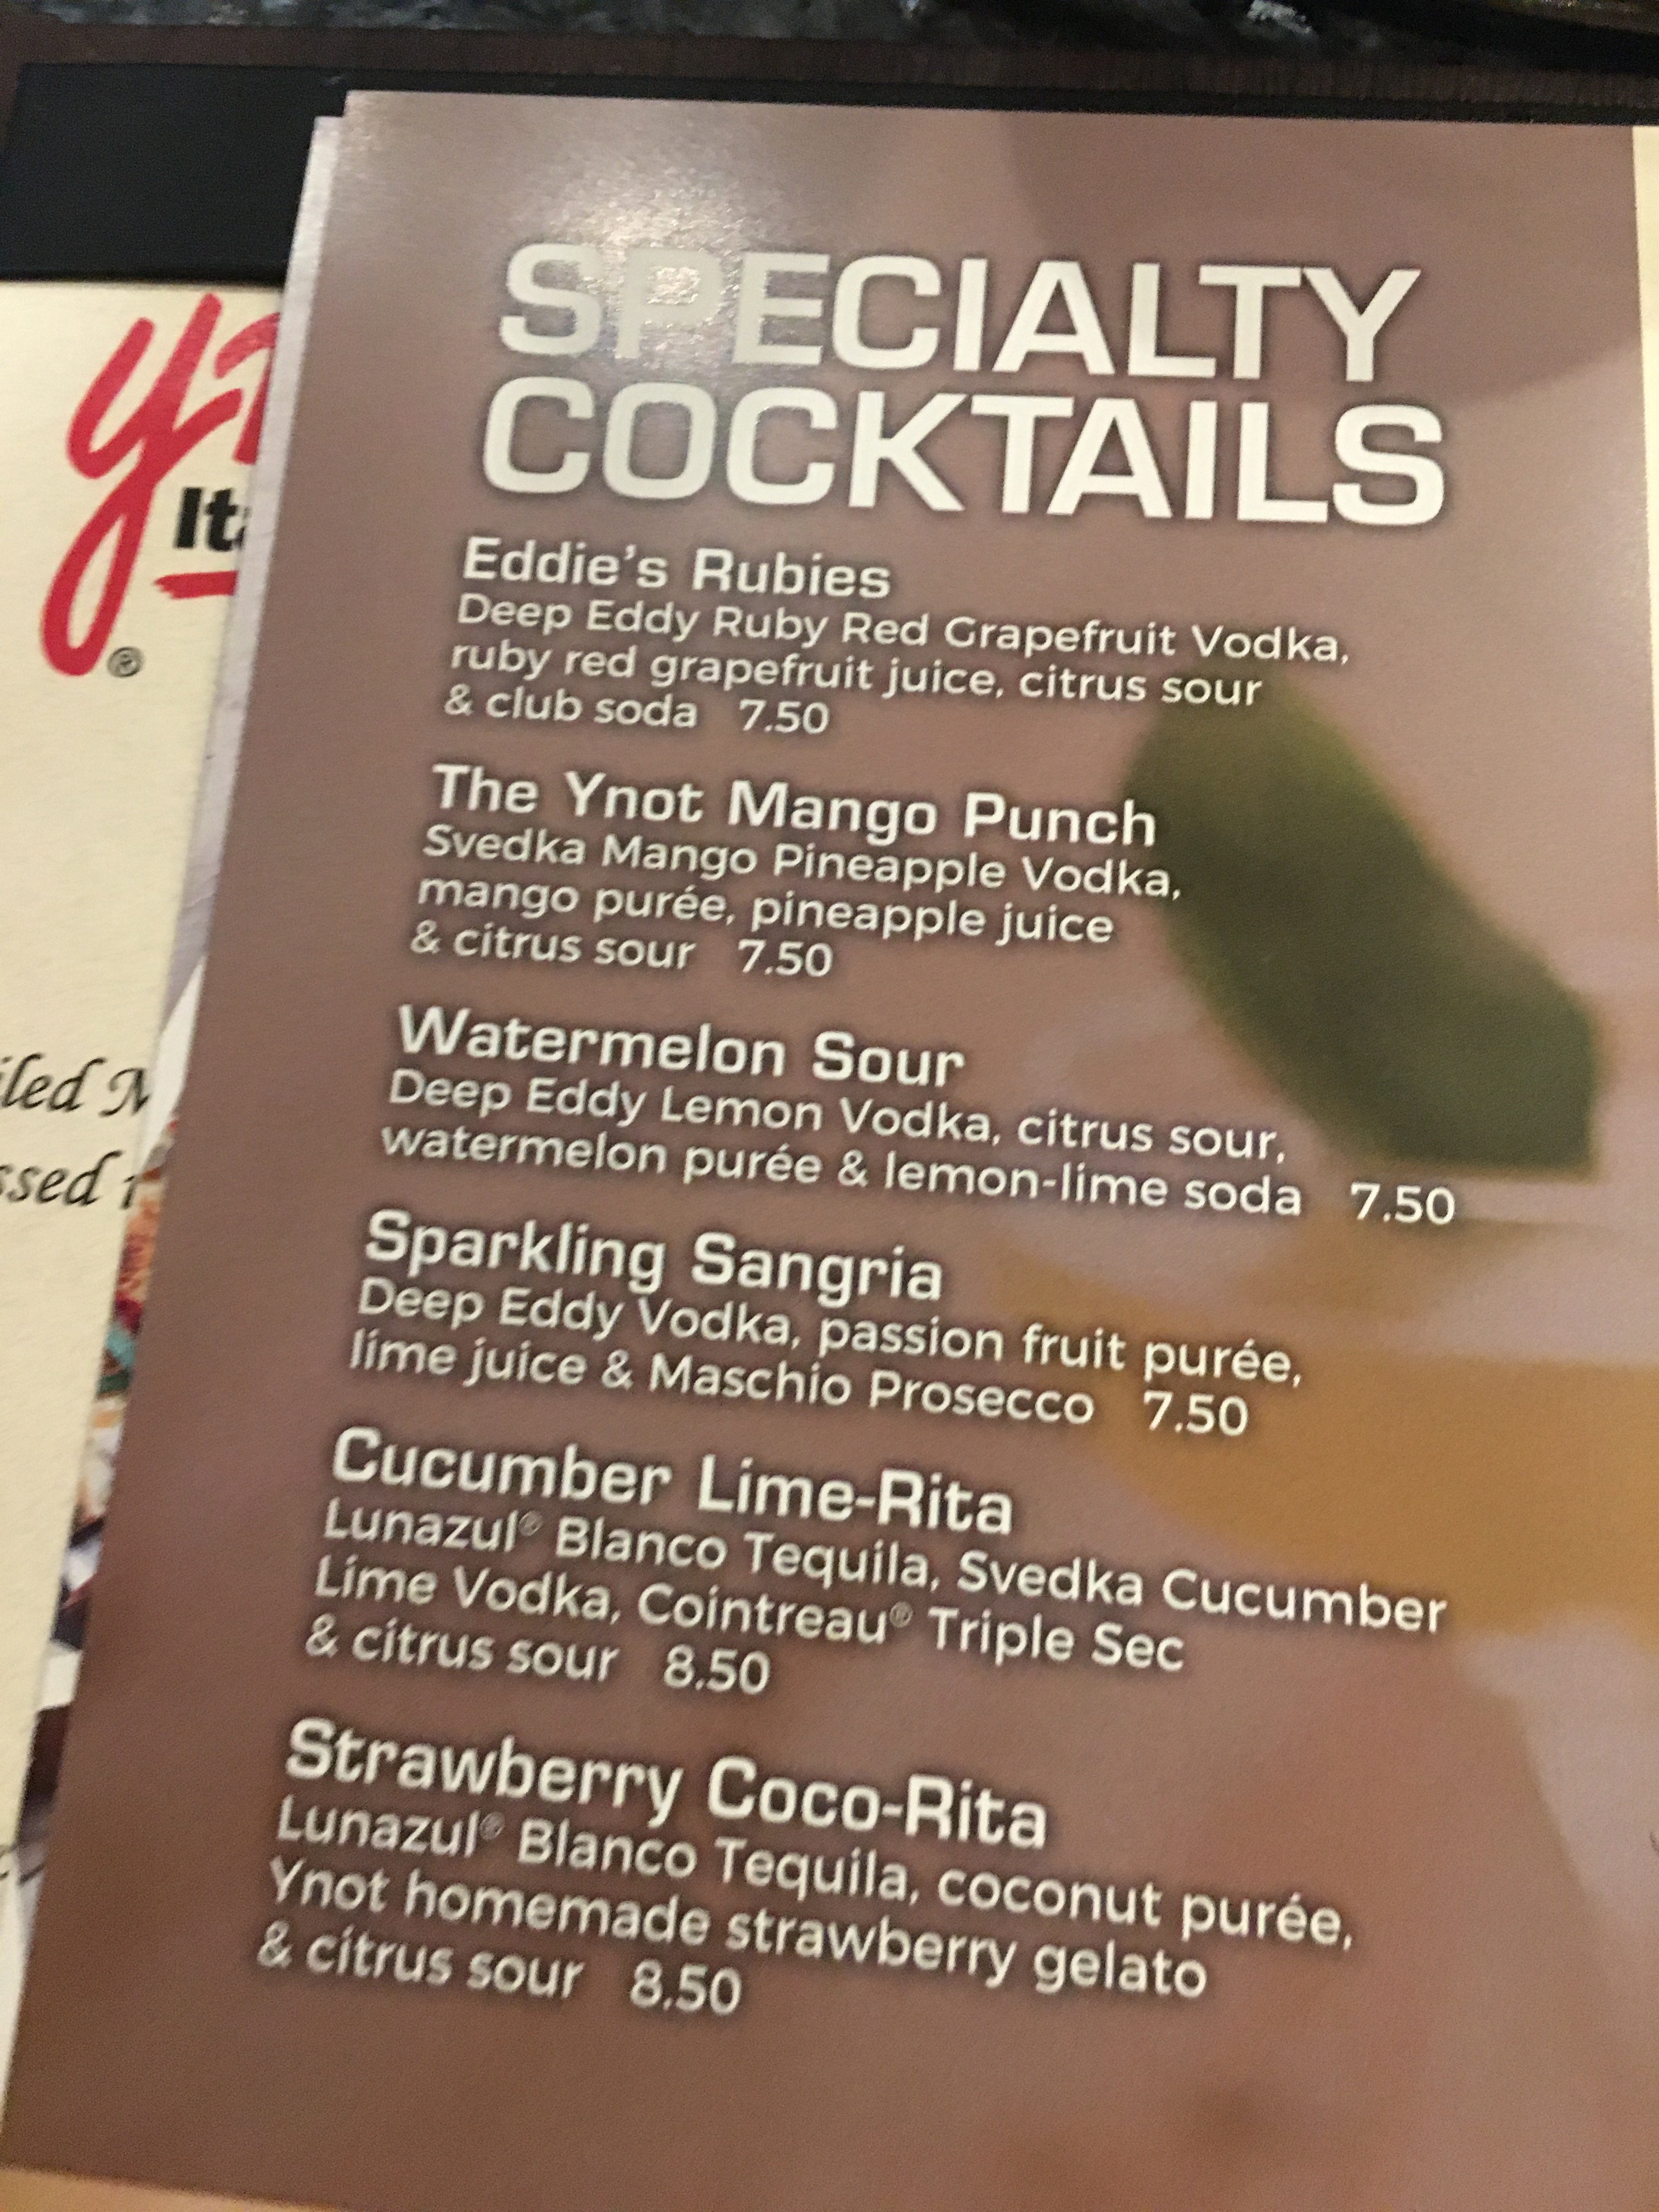 SPECIALTY
COCKTAILS
Eddie's Rubies
Deep Eddy Ruby Red Grapefruit Vodka,
ruby red grapefruit juice, citrus sour
& club soda 7.50
The Ynot Mango Punch
Svedka Mango Pineapple Vodka,
mango purée, pineapple juice
& citrus sour 7.50
Watermelon Sour
Deep Eddy Lemon Vodka, citrus sour,
watermelon purée & lemon-lime soda 7.50
Sparkling Sangria
Deep Eddy Vodka, passion fruit purée,
lime juice & Maschio Prosecco 7.50
Cucumber Lime-Rita
Lunazul® Blanco Tequila, Svedka Cucumber
Lime Vodka, Cointreau® Triple Sec
& citrus sour 8.50
Strawberry Coco-Rita
Lunazul® Blanco Tequila, coconut purée,
Ynot homemade strawberry gelato
& citrus sour 8.50